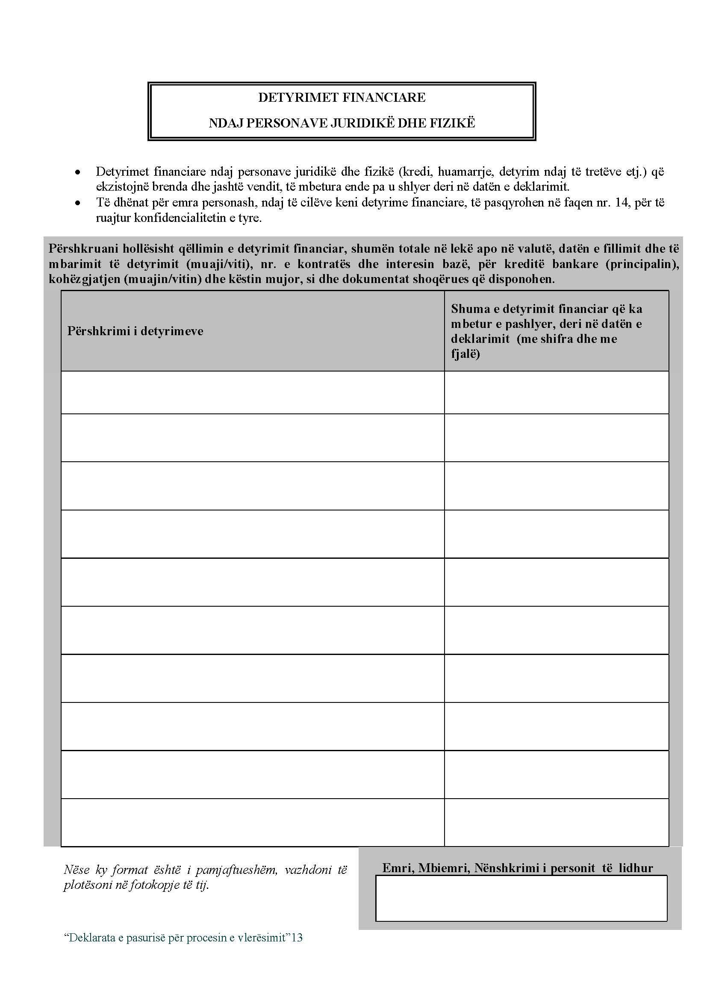 DETYRIMET FINANCIARE
NDAJ PERSONAVE JURIDIKË DHE FIZIKË
• Detyrimet financiare ndaj personave juridikë dhe fizikë (kredi, huamarrje, detyrim ndaj të tretëve etj.) që
ekzistojnë brenda dhe jashtë vendit, të mbetura ende pa u shlyer deri në datën e deklarimit.
• Të dhënat për emra personash, ndaj të cilëve keni detyrime financiare, të pasqyrohen në faqen nr. 14, për të
ruajtur konfidencialitetin e tyre.
Përshkruani hollësisht qëllimin e detyrimit financiar, shumën totale në lekë apo në valutë, datën e fillimit dhe të
mbarimit të detyrimit (muaji/viti), nr. e kontratës dhe interesin bazë, për kreditë bankare (principalin),
kohëzgjatjen (muajin/vitin) dhe këstin mujor, si dhe dokumentat shoqërues që disponohen.
Përshkrimi i detyrimeve
Shuma e detyrimit financiar që ka
mbetur e pashlyer, deri në datën e
deklarimit (me shifra dhe me
fjalë)
Nëse ky format është i pamjaftueshëm, vazhdoni të
plotësoni në fotokopje të tij.
Emri, Mbiemri, Nënshkrimi i personit të lidhur
“Deklarata e pasurisë për procesin e vlerësimit”13